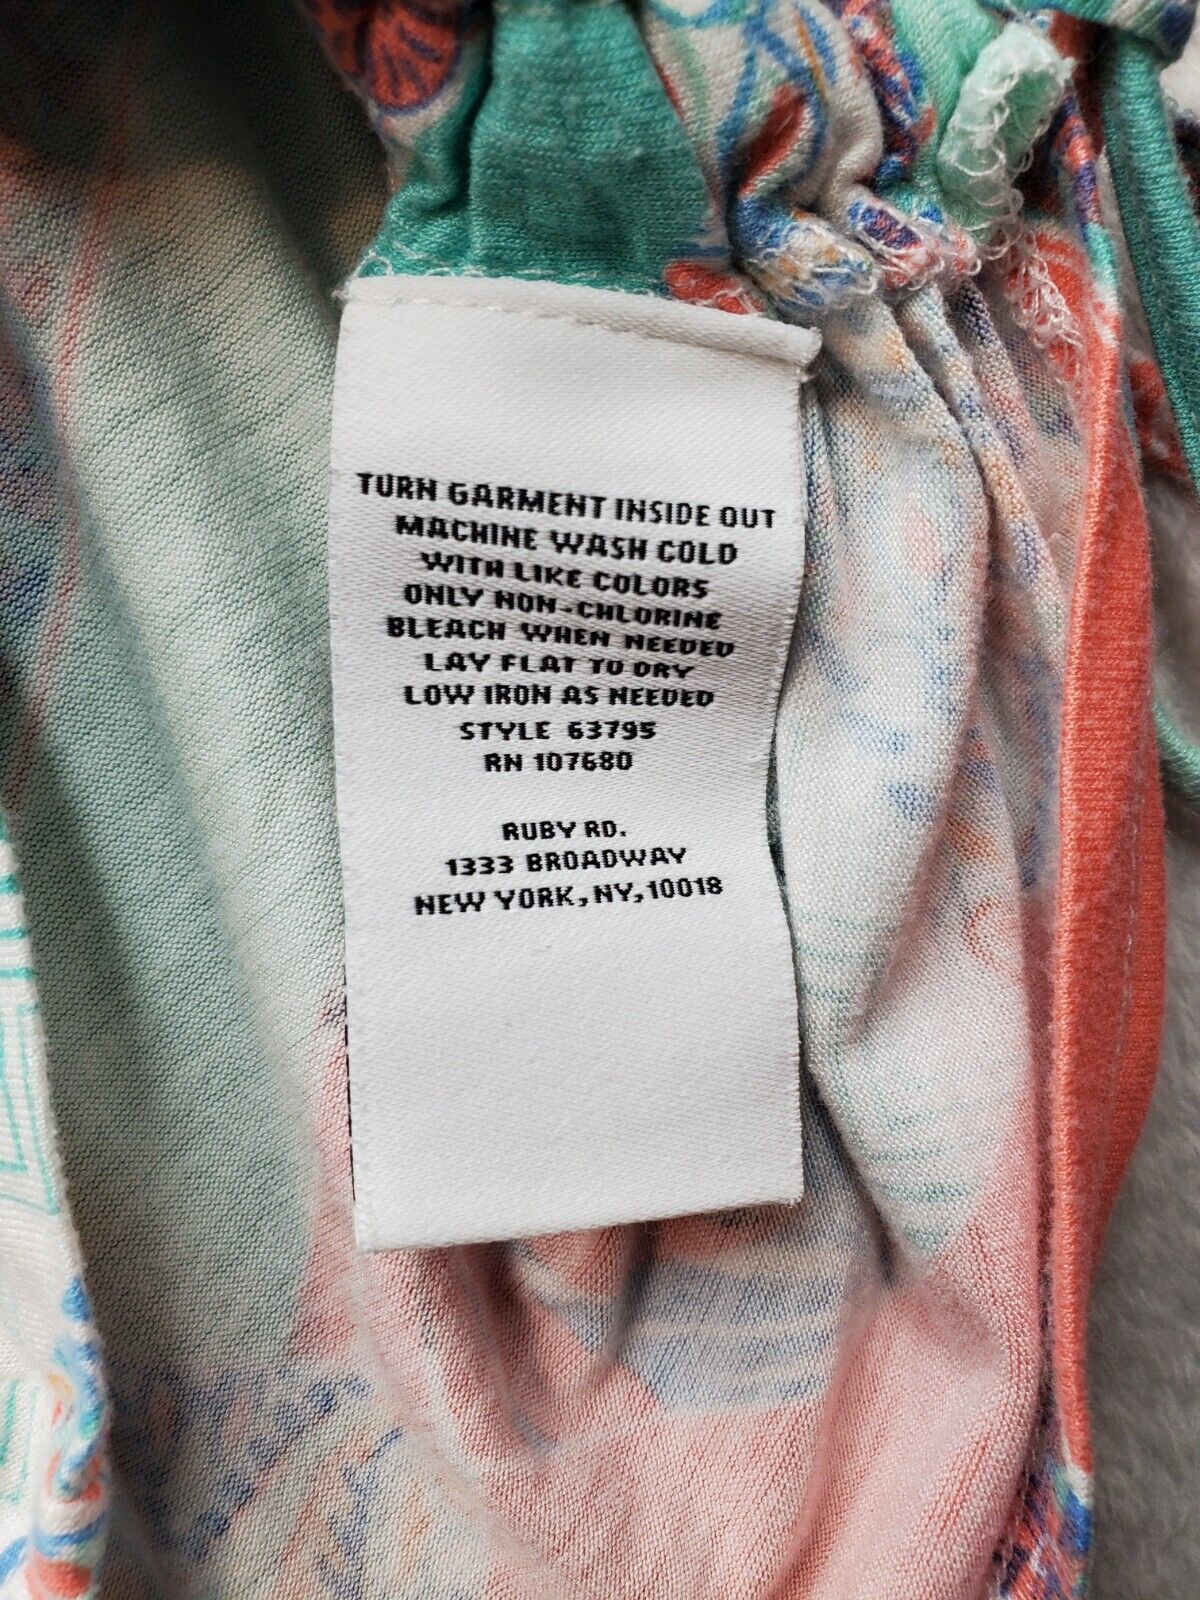 TURN GARMENT INSIDE OUT
MACHINE WASH COLD
WITH LIKE COLORS
ONLY NON-CHLORINE
BLEACH WHEN NEEDED
LAY FLAT TO DRY
LOW IRON AS NEEDED
STYLE 63795
RN 107680
RUBY RD.
1333 BROADWAY
NEW YORK, NY, 10018